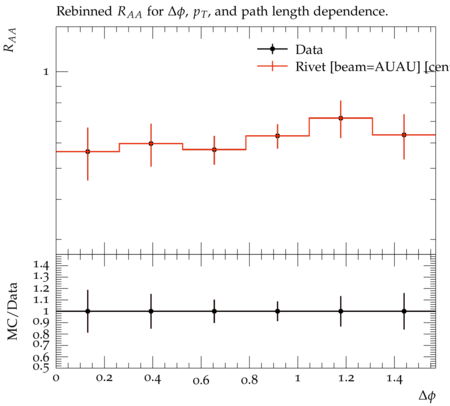 Rebinned R_AA for Δϕ, p_T, and path length dependence.
R_AA
1
Data
Rivet [beam=AUAU] [cen
MC/Data
1.4
1.3
1.2
1.1
1
0.9
0.8
0.7
0.6
0.5
0 0.2 0.4 0.6 0.8 1 1.2 1.4
Δϕ